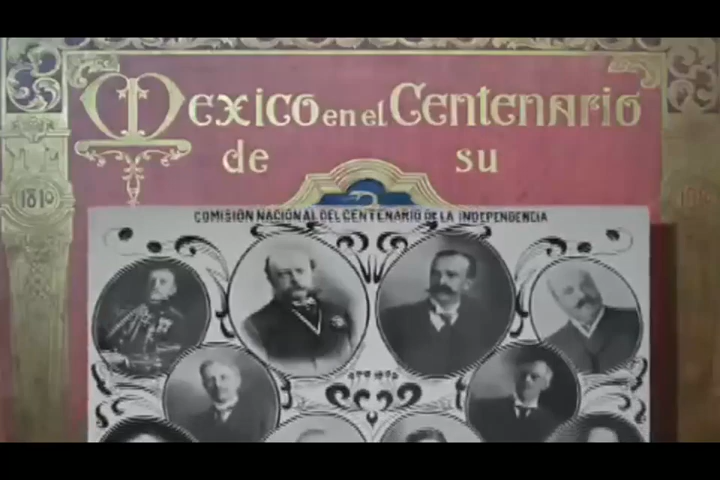 Mexico en el Centenario
de su
1810
COMISIÓN NACIONAL DEL CENTENARIO DE LA INDEPENDENCIA